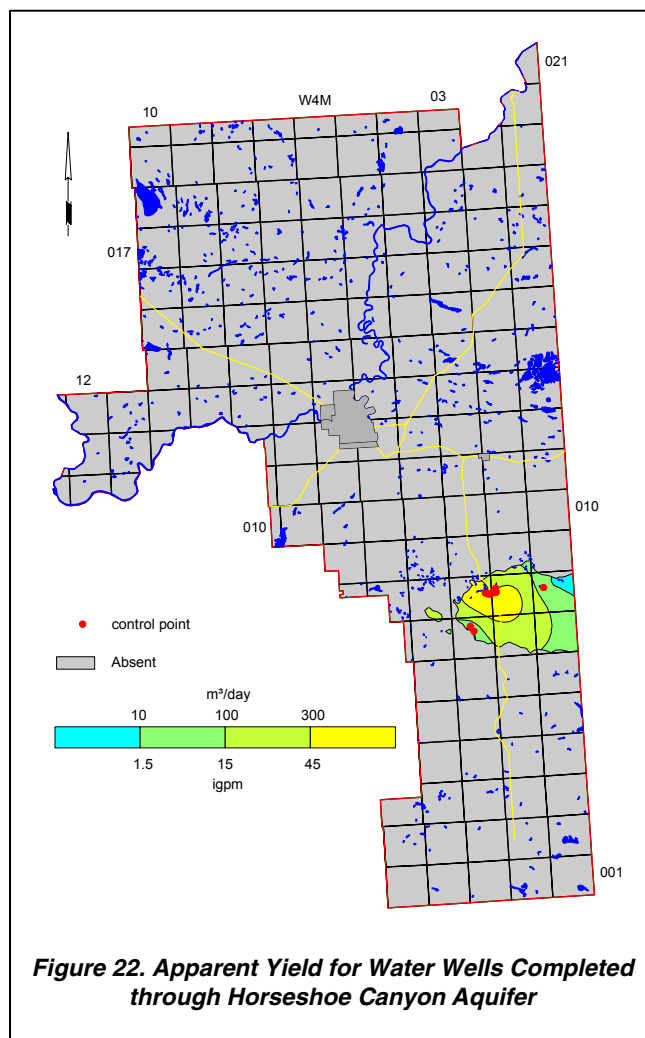 021
W4M
03
10
017
12
010
010
control point
Absent
m³/day
10 100 300
1.5 15 45
igpm
001
Figure 22. Apparent Yield for Water Wells Completed
through Horseshoe Canyon Aquifer